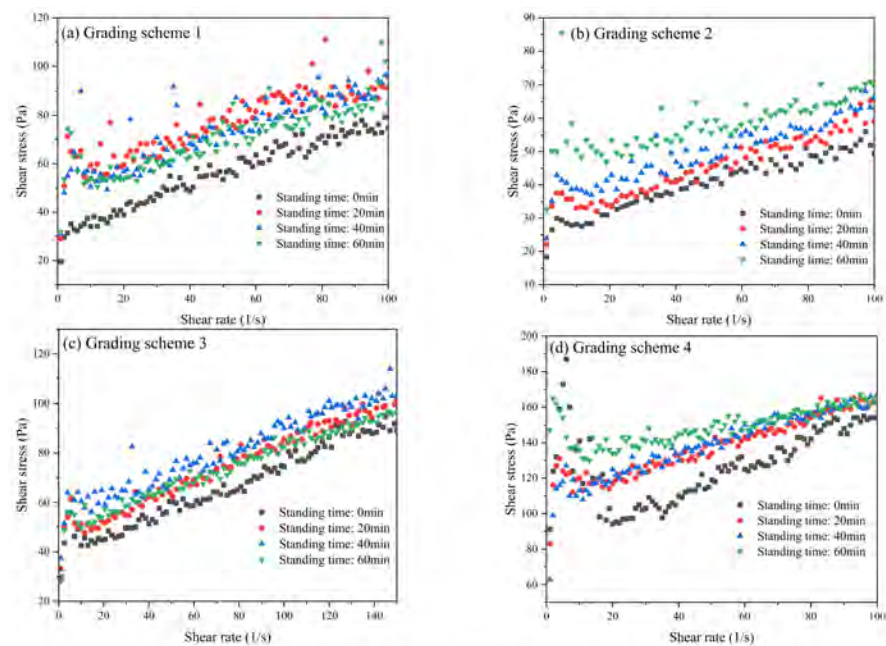 (a) Grading scheme 1
120
100
80
60
40
20
0
20
40
60
80
100
Shear stress (Pa)
Shear rate (1/s)
Standing time: 0min
Standing time: 20min
Standing time: 40min
Standing time: 60min
(b) Grading scheme 2
90
80
70
60
50
40
30
20
10
0
20
40
60
80
100
Shear stress (Pa)
Shear rate (1/s)
Standing time: 0min
Standing time: 20min
Standing time: 40min
Standing time: 60min
(c) Grading scheme 3
120
100
80
60
40
20
0
20
40
60
80
100
120
140
Shear stress (Pa)
Shear rate (1/s)
Standing time: 0min
Standing time: 20min
Standing time: 40min
Standing time: 60min
(d) Grading scheme 4
200
180
160
140
120
100
80
60
0
20
40
60
80
100
Shear stress (Pa)
Shear rate (1/s)
Standing time: 0min
Standing time: 20min
Standing time: 40min
Standing time: 60min